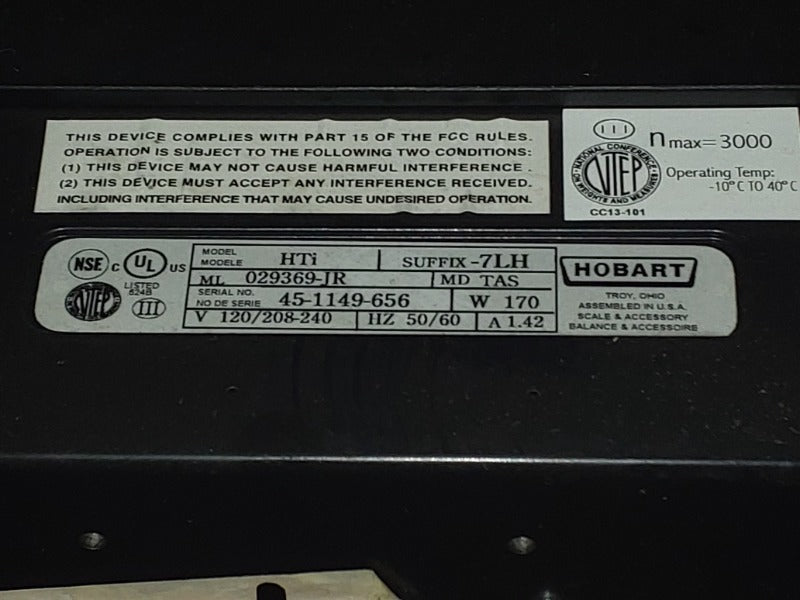 THIS DEVICE COMPLIES WITH PART 15 OF THE FCC RULES.
OPERATION IS SUBJECT TO THE FOLLOWING TWO CONDITIONS:
(1) THIS DEVICE MAY NOT CAUSE HARMFUL INTERFERENCE .
(2) THIS DEVICE MUST ACCEPT ANY INTERFERENCE RECEIVED.
INCLUDING INTERFERENCE THAT MAY CAUSE UNDESIRED OPERATION.
III
nmax=3000
NATIONAL CONFERENCE
NTEP
ON WEIGHTS AND MEASURES
CC13-101
Operating Temp:
-10°C TO 40°C
NSF
C UL US
LISTED
824B
NTEP
III
MODEL
MODELE HTi SUFFIX -7LH
ML 029369-JR MD TAS
SERIAL NO.
NO DE SERIE 45-1149-656 W 170
V 120/208-240 HZ 50/60 A 1.42
HOBART
TROY, OHIO
ASSEMBLED IN U.S.A.
SCALE & ACCESSORY
BALANCE & ACCESSOIRE